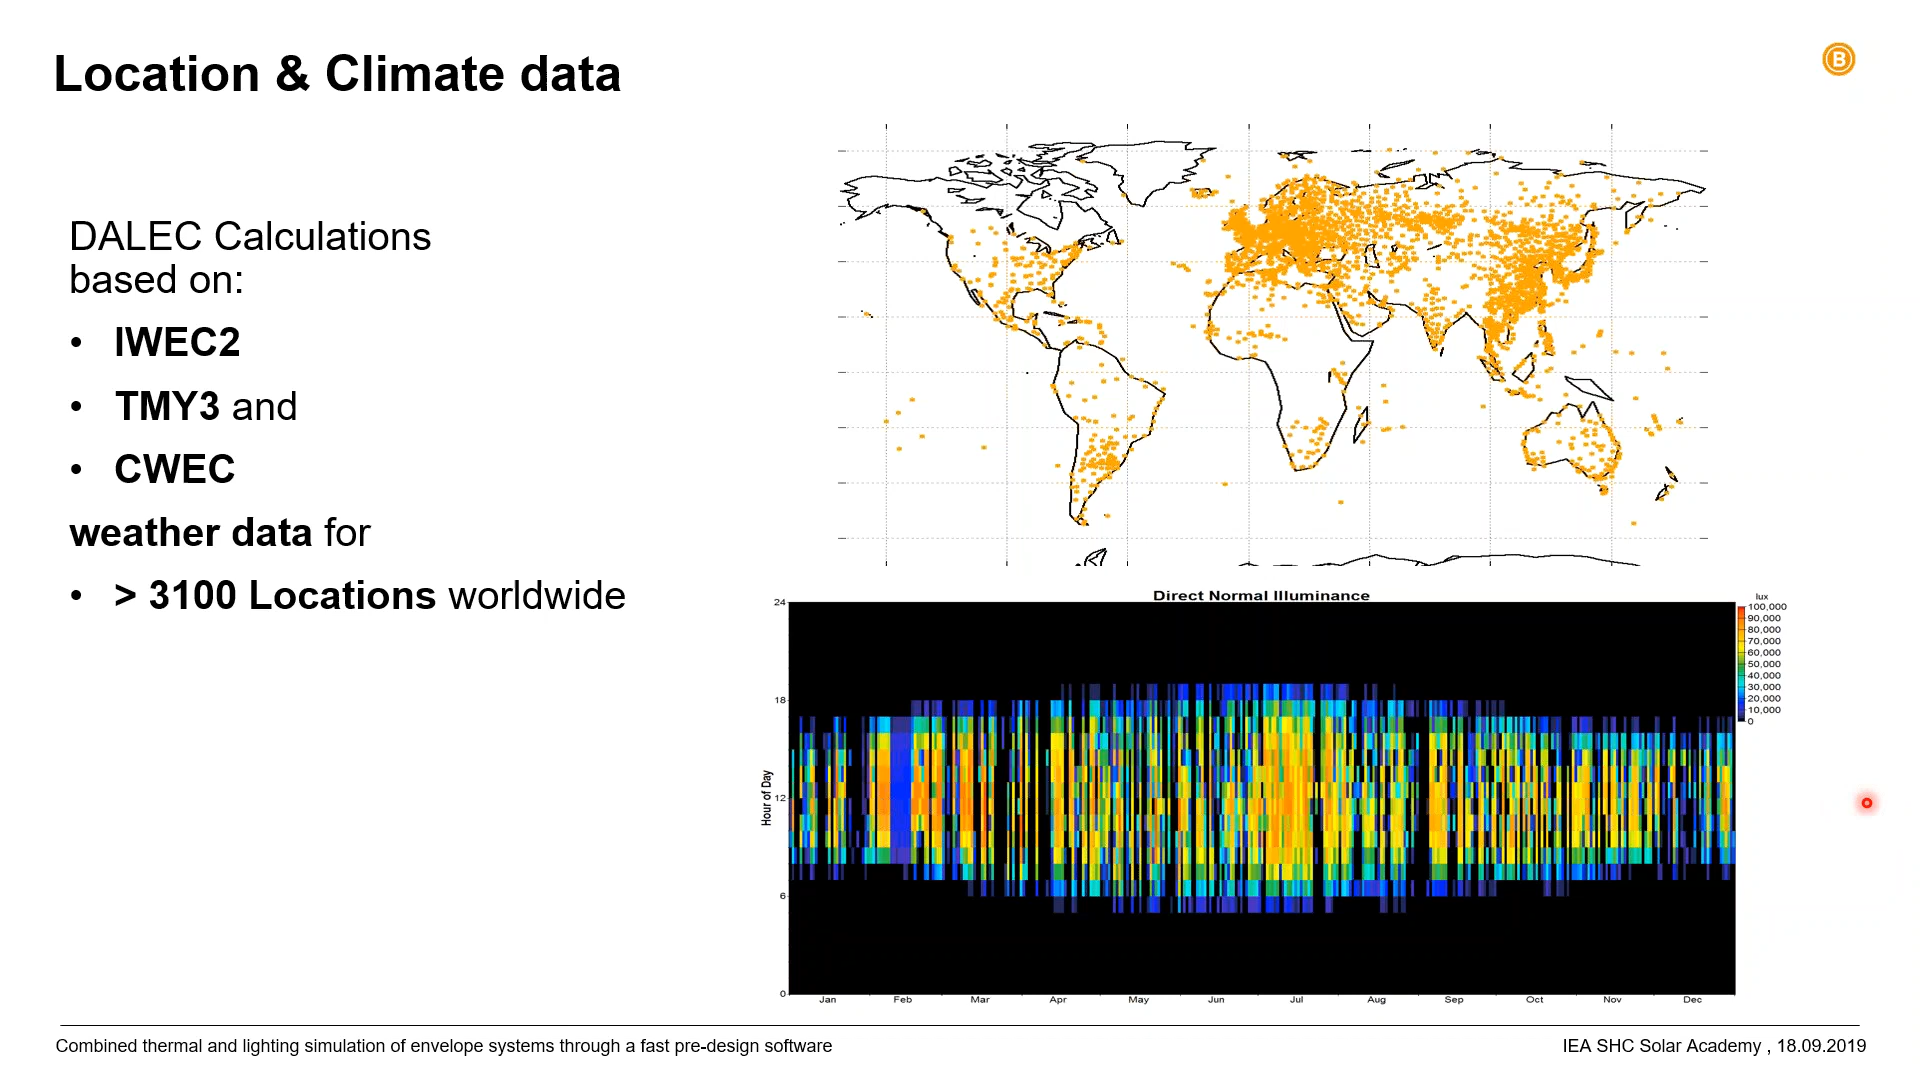 Location & Climate data
B
DALEC Calculations
based on:
• IWEC2
• TMY3 and
• CWEC
weather data for
• > 3100 Locations worldwide
Direct Normal Illuminance
lux
100,000
90,000
80,000
70,000
60,000
50,000
40,000
30,000
20,000
10,000
0
Hour of Day
24
18
12
6
0
Jan Feb Mar Apr May Jun Jul Aug Sep Oct Nov Dec
Combined thermal and lighting simulation of envelope systems through a fast pre-design software
IEA SHC Solar Academy , 18.09.2019